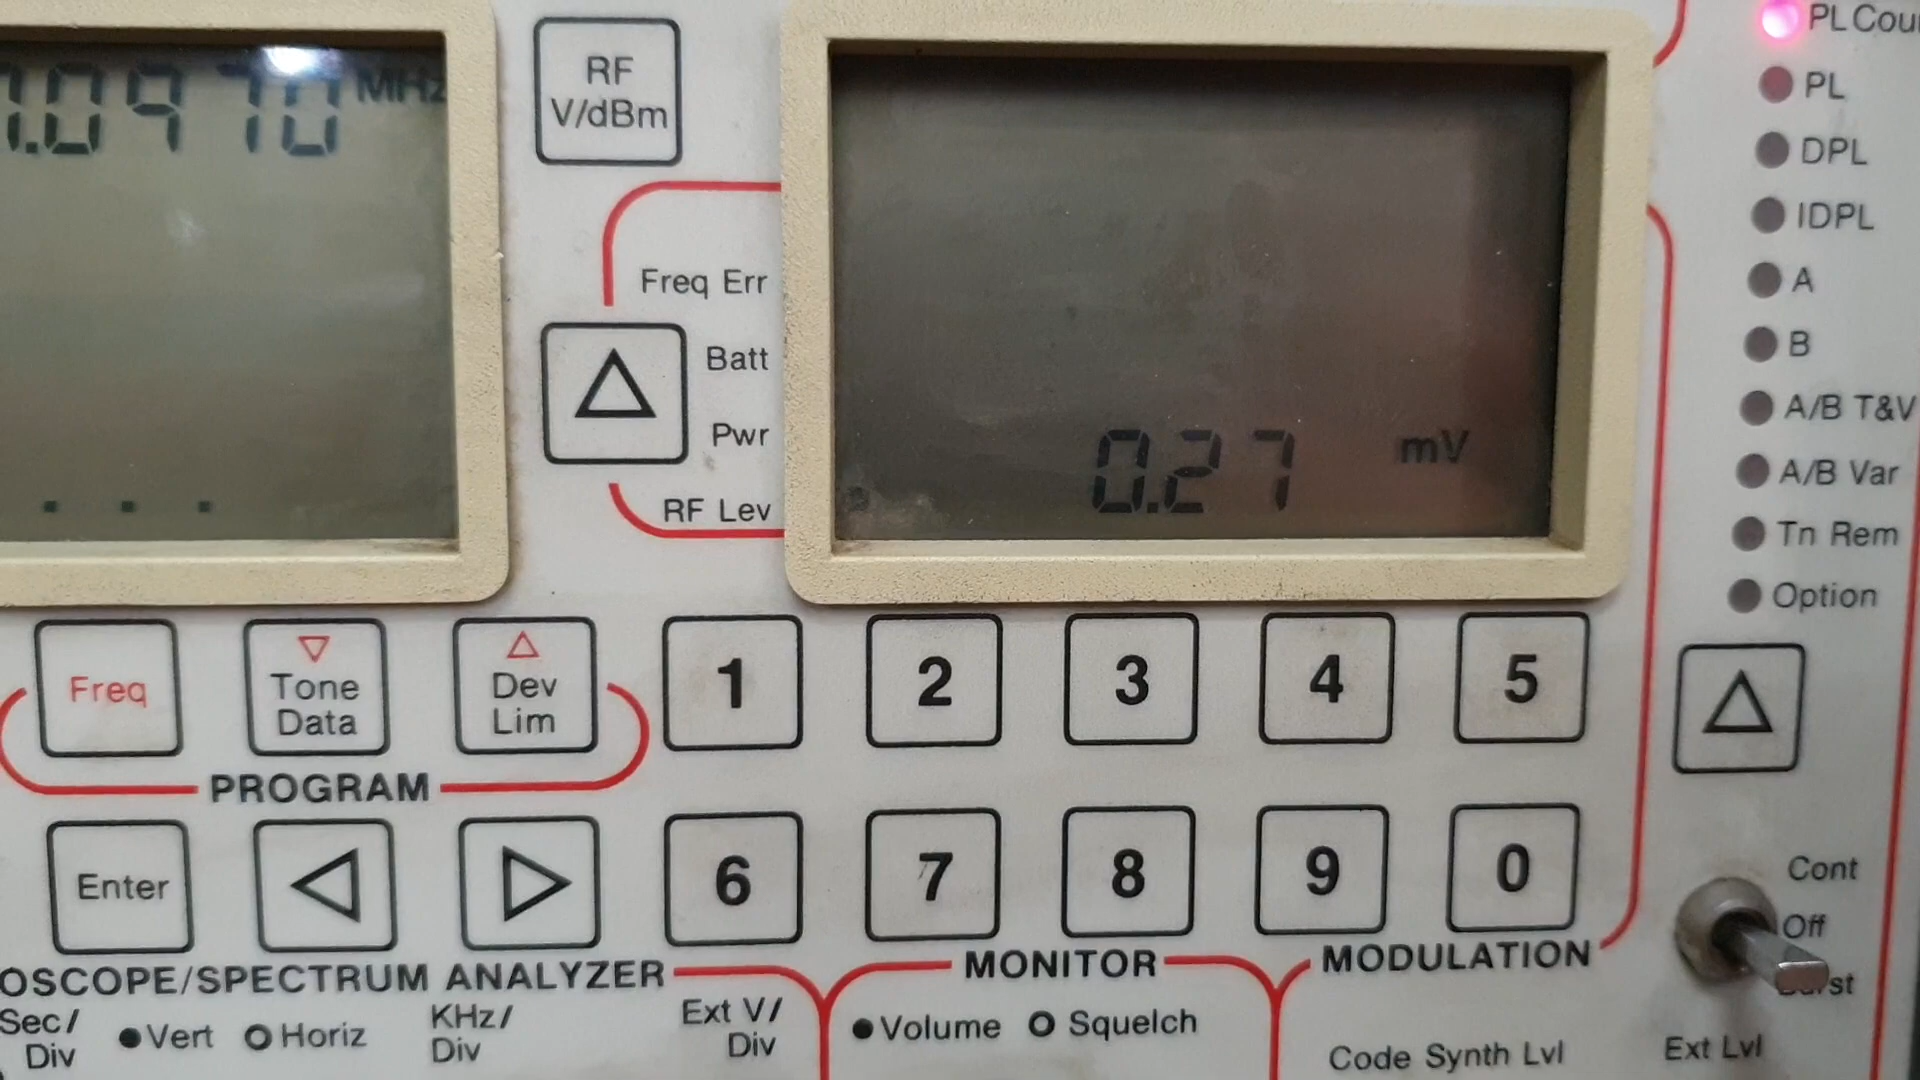 .0970 MHz
RF
V/dBm
Freq Err
Batt
Pwr
RF Lev
0.27 mV
PL
DPL
IDPL
A
B
A/B T&V
A/B Var
Tn Rem
Option
Freq
Tone
Data
Dev
Lim
1
2
3
4
5
PROGRAM
Enter
6
7
8
9
0
Cont
Off
OSCOPE/SPECTRUM ANALYZER
MONITOR
MODULATION
Sec/
Div
Vert
Horiz
KHz/
Div
Ext V/
Div
Volume
Squelch
Code Synth Lvl
Ext Lvl